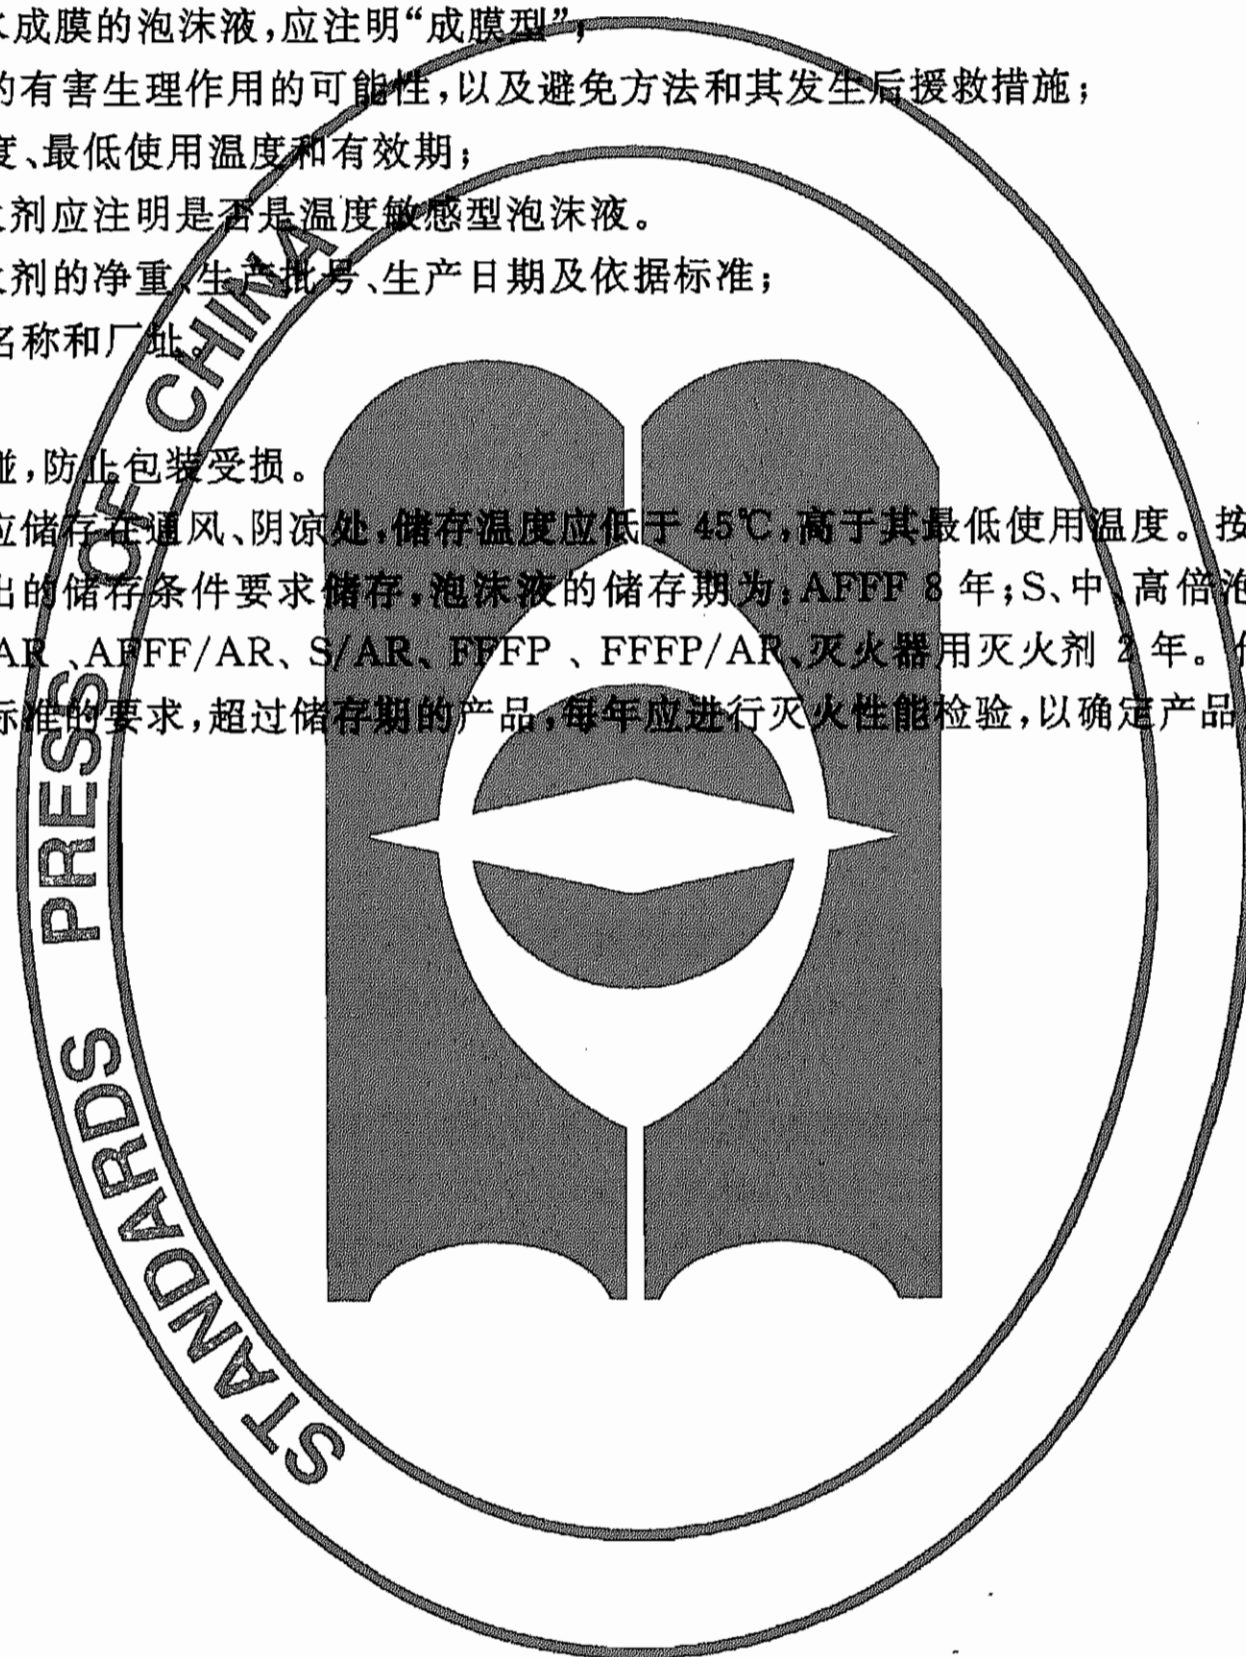 水成膜的泡沫液,应注明“成膜型”;
的有害生理作用的可能性,以及避免方法和其发生后援救措施;
度、最低使用温度和有效期;
火剂应注明是否是温度敏感型泡沫液。
火剂的净重、生产批号、生产日期及依据标准;
名称和厂址。
碰,防止包装受损。
应储存在通风、阴凉处,储存温度应低于 45℃,高于其最低使用温度。按
出的储存条件要求储存,泡沫液的储存期为:AFFF 8 年;S、中、高倍泡
AR 、AFFF/AR、S/AR、FFFP 、FFFP/AR、灭火器用灭火剂 2 年。
标准的要求,超过储存期的产品,每年应进行灭火性能检验,以确定产品
STANDARDS PRESS OF CHINA